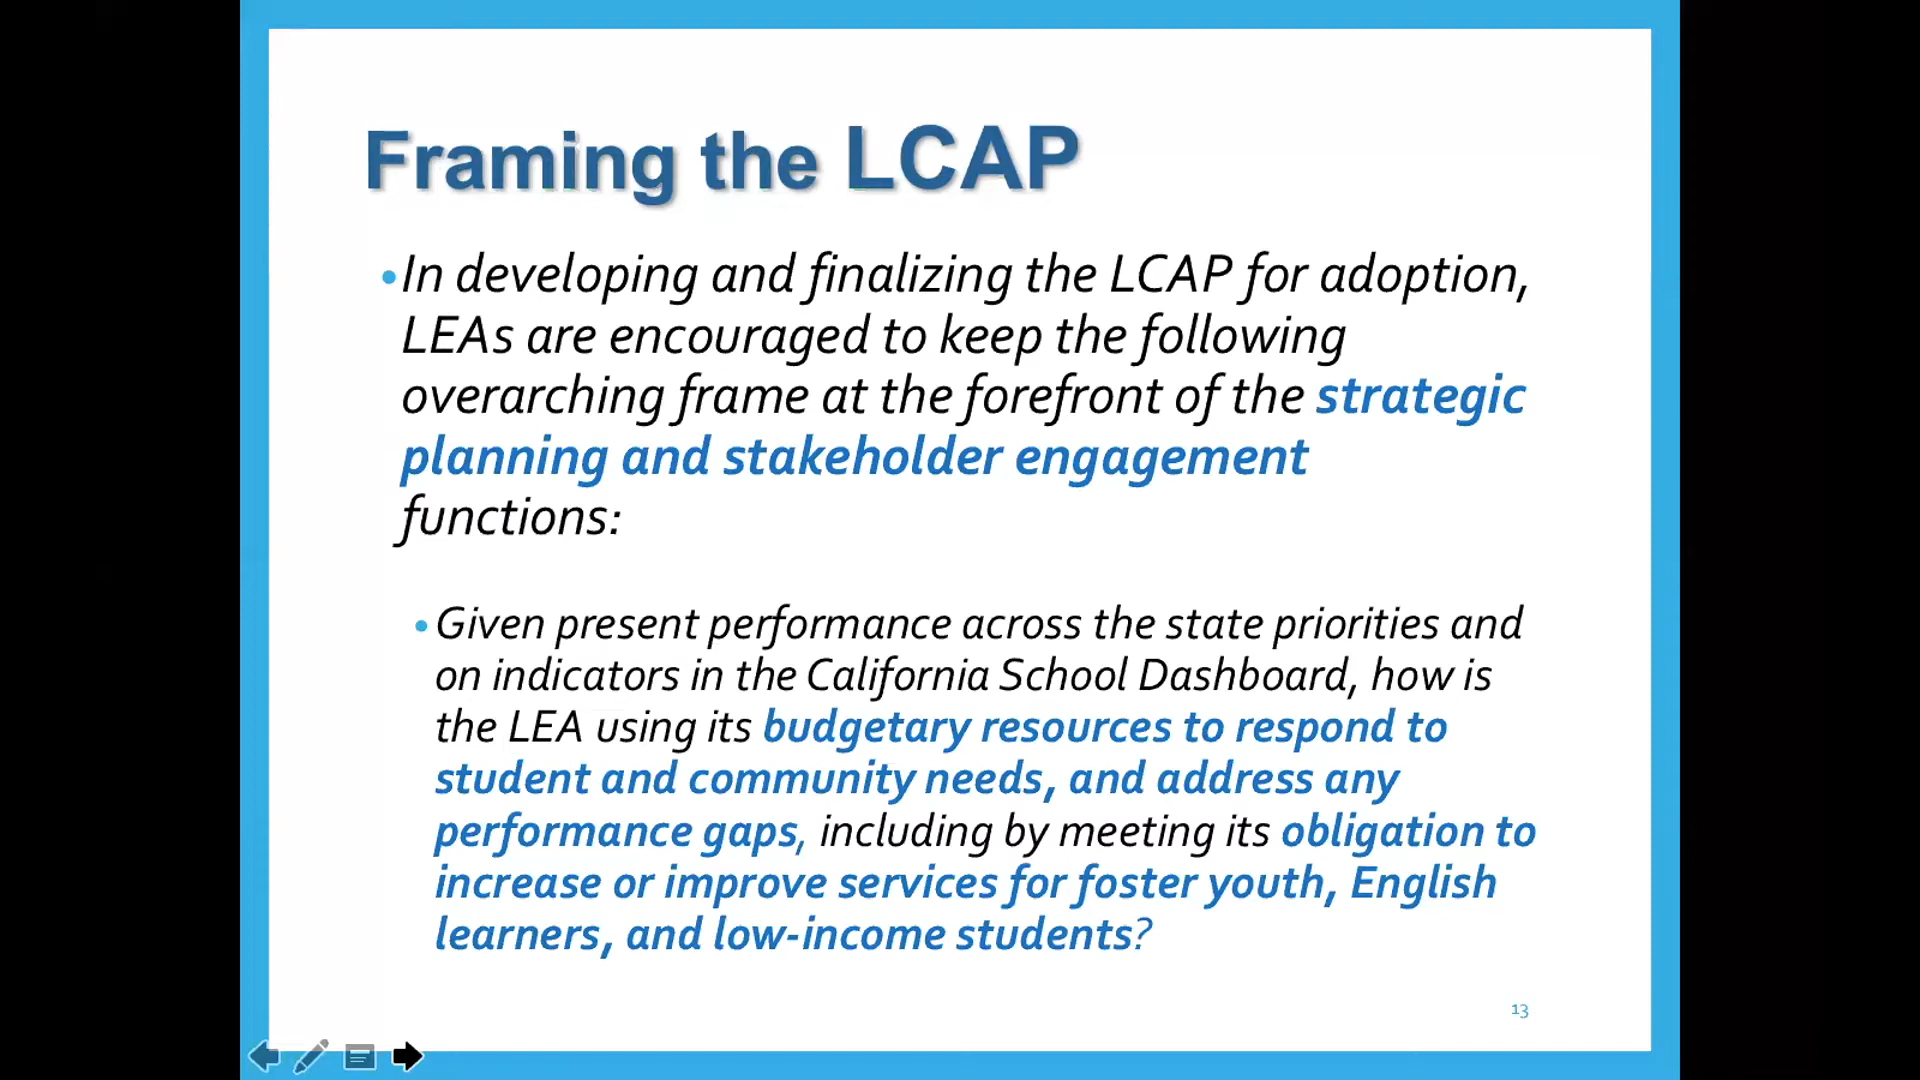 Framing the LCAP
•In developing and finalizing the LCAP for adoption,
LEAs are encouraged to keep the following
overarching frame at the forefront of the strategic
planning and stakeholder engagement
functions:
•Given present performance across the state priorities and
on indicators in the California School Dashboard, how is
the LEA using its budgetary resources to respond to
student and community needs, and address any
performance gaps, including by meeting its obligation to
increase or improve services for foster youth, English
learners, and low-income students?
13